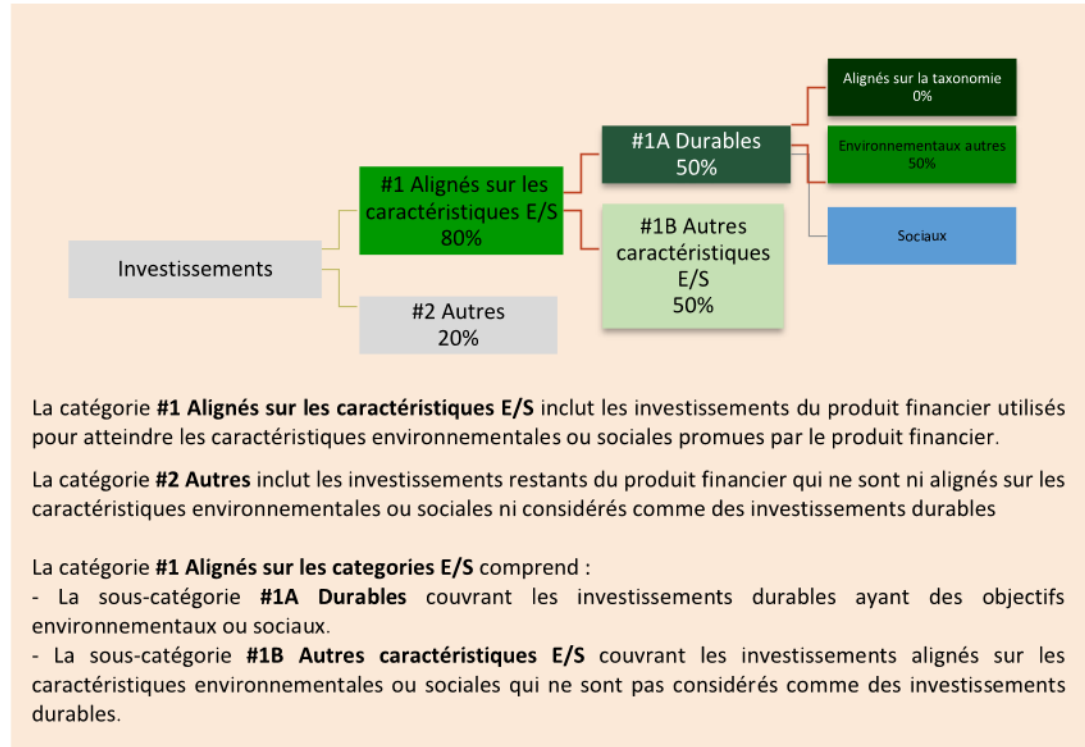 Alignés sur la taxonomie
0%
#1A Durables
50%
Environnementaux autres
50%
#1 Alignés sur les
caractéristiques E/S
80%
#1B Autres
caractéristiques
E/S
50%
Sociaux
Investissements
#2 Autres
20%
La catégorie #1 Alignés sur les caractéristiques E/S inclut les investissements du produit financier utilisés
pour atteindre les caractéristiques environnementales ou sociales promues par le produit financier.
La catégorie #2 Autres inclut les investissements restants du produit financier qui ne sont ni alignés sur les
caractéristiques environnementales ou sociales ni considérés comme des investissements durables
La catégorie #1 Alignés sur les categories E/S comprend :
- La sous-catégorie #1A Durables couvrant les investissements durables ayant des objectifs
environnementaux ou sociaux.
- La sous-catégorie #1B Autres caractéristiques E/S couvrant les investissements alignés sur les
caractéristiques environnementales ou sociales qui ne sont pas considérés comme des investissements
durables.